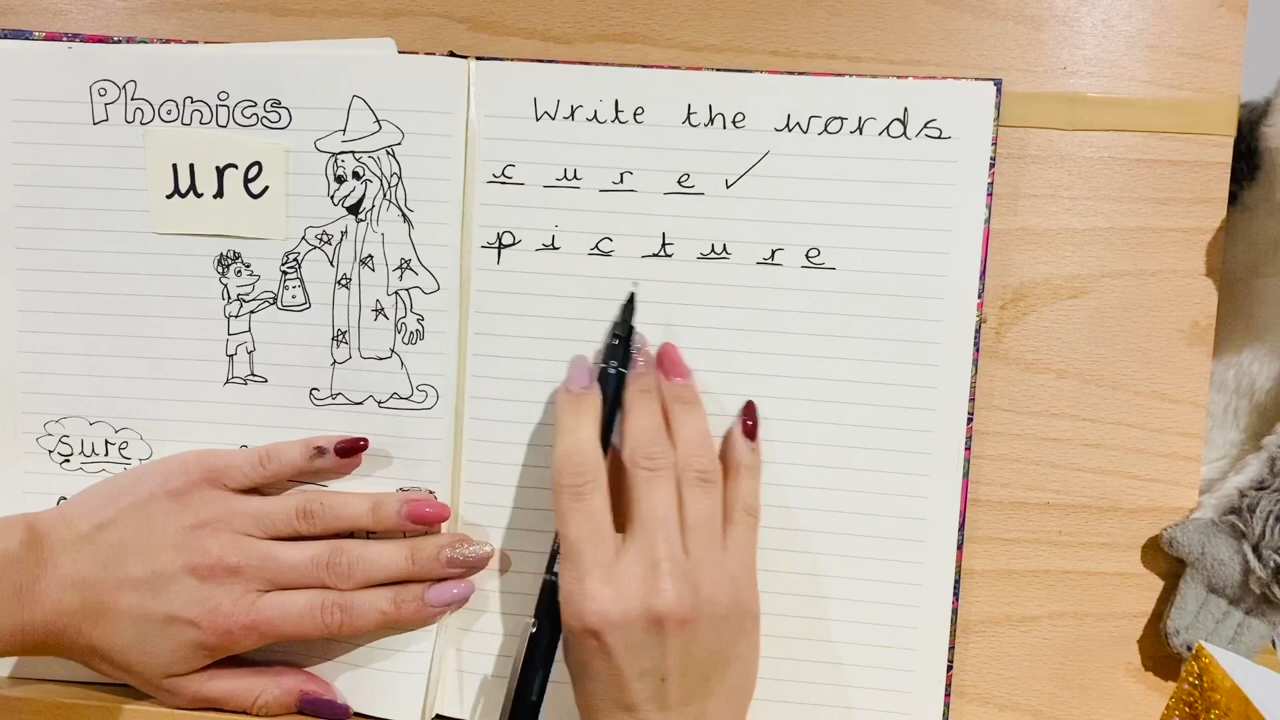 Phonics
ure
sure
Write the words
c u r e ✓
p i c t u r e